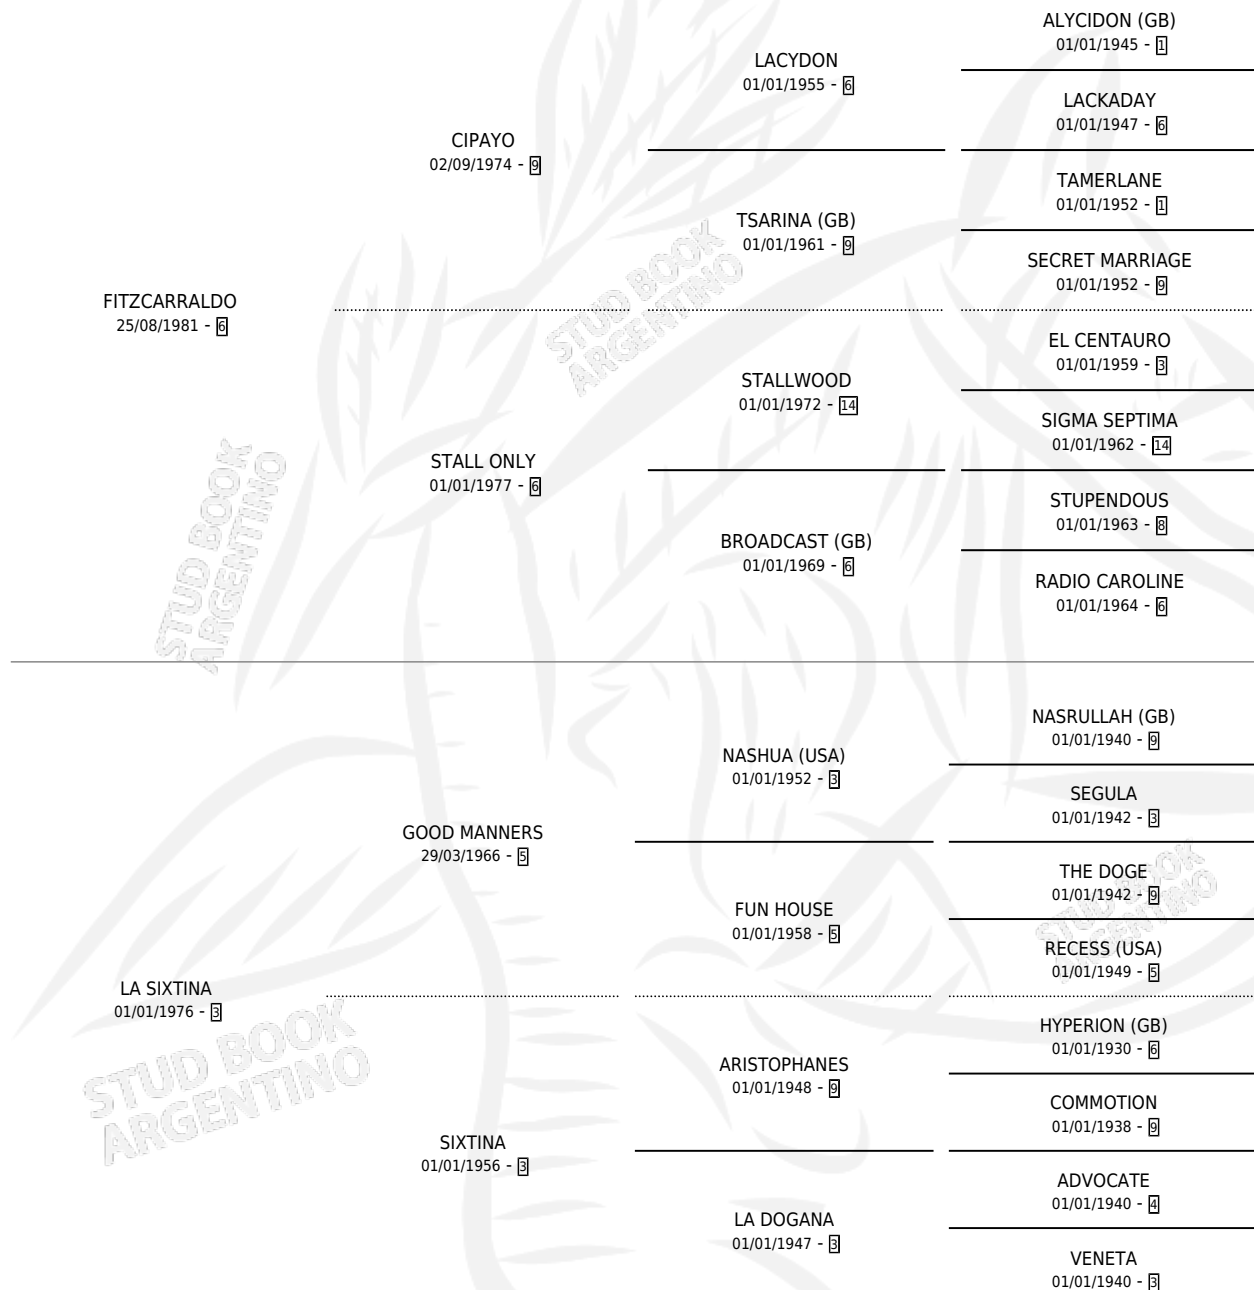 ALYCIDON (GB)
01/01/1945 - 1
LACYDON
01/01/1955 - 6
LACKADAY
01/01/1947 - 6
CIPAYO
02/09/1974 - 9
TAMERLANE
01/01/1952 - 1
TSARINA (GB)
01/01/1961 - 9
SECRET MARRIAGE
01/01/1952 - 9
FITZCARRALDO
25/08/1981 - 6
STUD BOOK
ARGENTINO
EL CENTAURO
01/01/1959 - 3
STALLWOOD
01/01/1972 - 14
SIGMA SEPTIMA
01/01/1962 - 14
STALL ONLY
01/01/1977 - 6
STUPENDOUS
01/01/1963 - 8
BROADCAST (GB)
01/01/1969 - 6
RADIO CAROLINE
01/01/1964 - 6
STUD BOOK
ARGENTINO
NASRULLAH (GB)
01/01/1940 - 9
NASHUA (USA)
01/01/1952 - 3
SEGULA
01/01/1942 - 3
GOOD MANNERS
29/03/1966 - 5
THE DOGE
01/01/1942 - 9
FUN HOUSE
01/01/1958 - 5
RECESS (USA)
01/01/1949 - 5
STUD BOOK
ARGENTINO
LA SIXTINA
01/01/1976 - 3
HYPERION (GB)
01/01/1930 - 6
ARISTOPHANES
01/01/1948 - 9
COMMOTION
01/01/1938 - 9
STUD BOOK
ARGENTINO
SIXTINA
01/01/1956 - 3
ADVOCATE
01/01/1940 - 4
LA DOGANA
01/01/1947 - 3
VENETA
01/01/1940 - 3